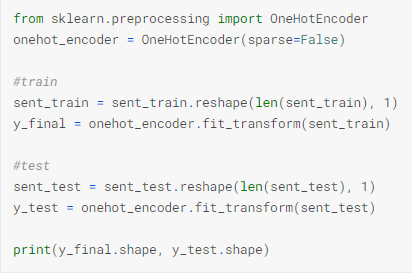 from sklearn.preprocessing import OneHotEncoder
onehot_encoder = OneHotEncoder(sparse=False)
#train
sent_train = sent_train.reshape(len(sent_train), 1)
y_final = onehot_encoder.fit_transform(sent_train)
#test
sent_test = sent_test.reshape(len(sent_test), 1)
y_test = onehot_encoder.fit_transform(sent_test)
print(y_final.shape, y_test.shape)